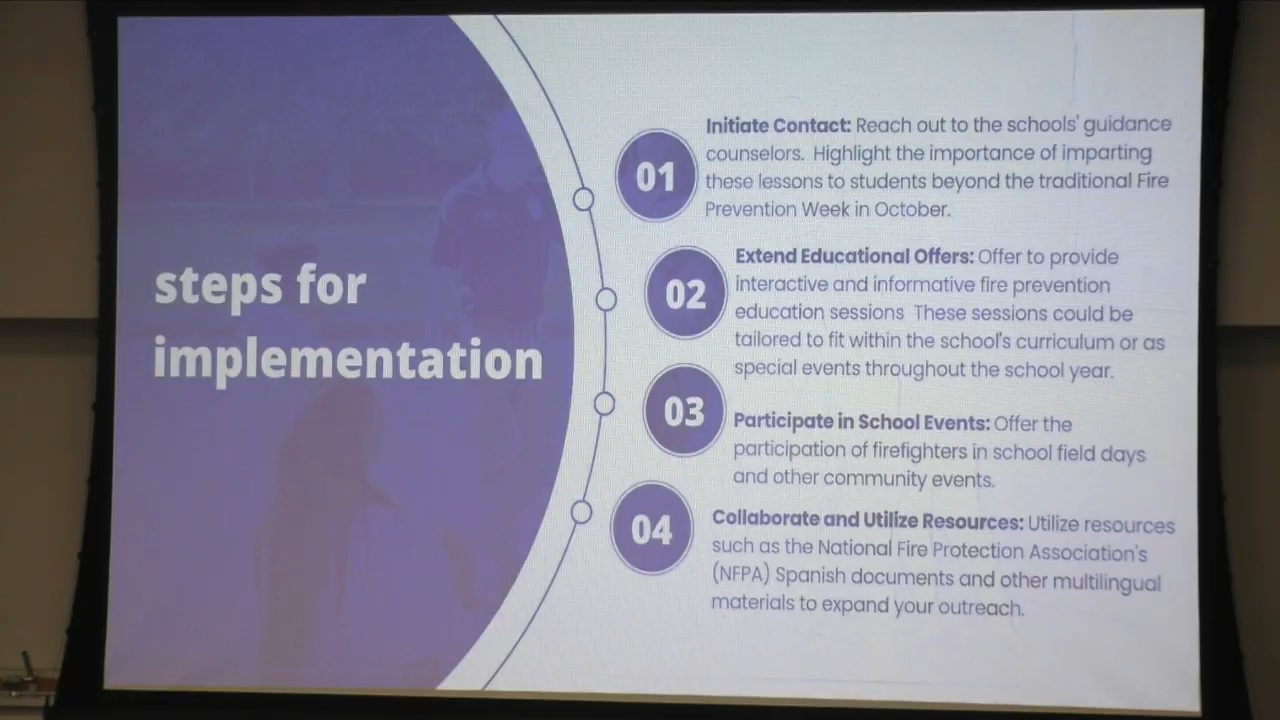 steps for
implementation
01
Initiate Contact: Reach out to the schools' guidance
counselors. Highlight the importance of imparting
these lessons to students beyond the traditional Fire
Prevention Week in October.
02
Extend Educational Offers: Offer to provide
interactive and informative fire prevention
education sessions These sessions could be
tailored to fit within the school's curriculum or as
special events throughout the school year.
03
Participate in School Events: Offer the
participation of firefighters in school field days
and other community events.
04
Collaborate and Utilize Resources: Utilize resources
such as the National Fire Protection Association's
(NFPA) Spanish documents and other multilingual
materials to expand your outreach.